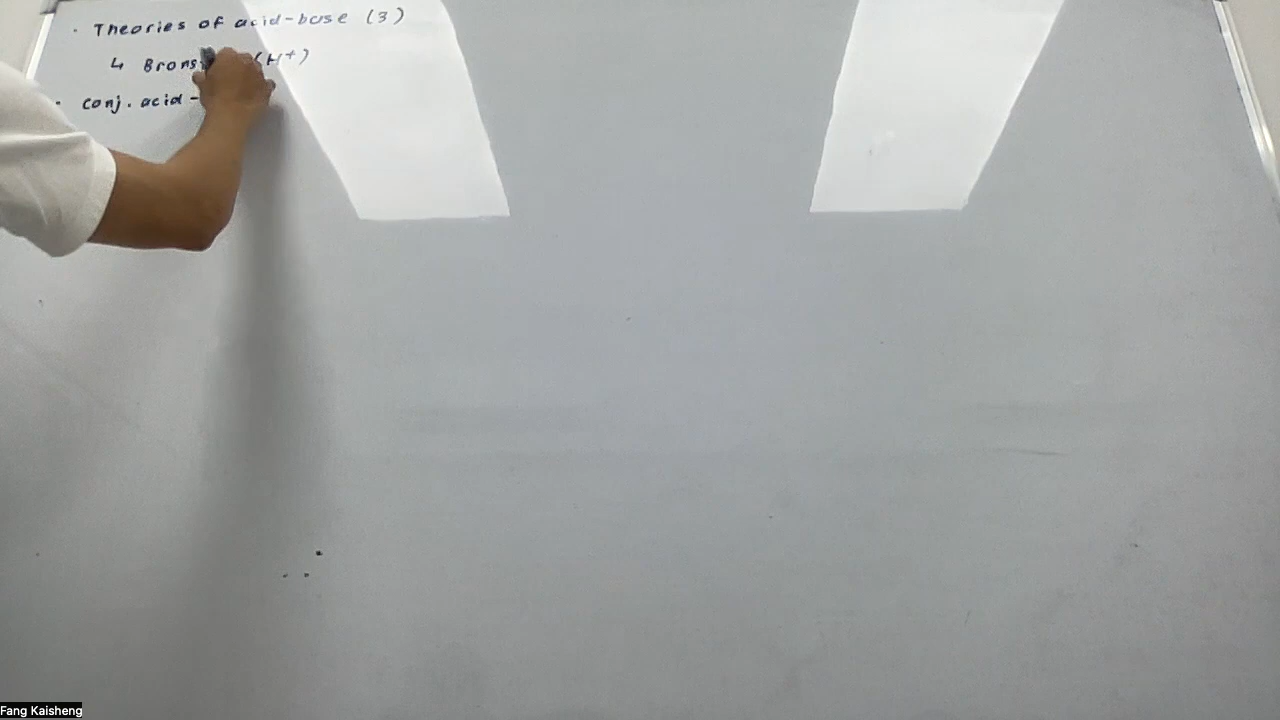 · Theories of acid-base (3)
↳ Brons (H+)
· Conj. acid -
Fang Kaisheng